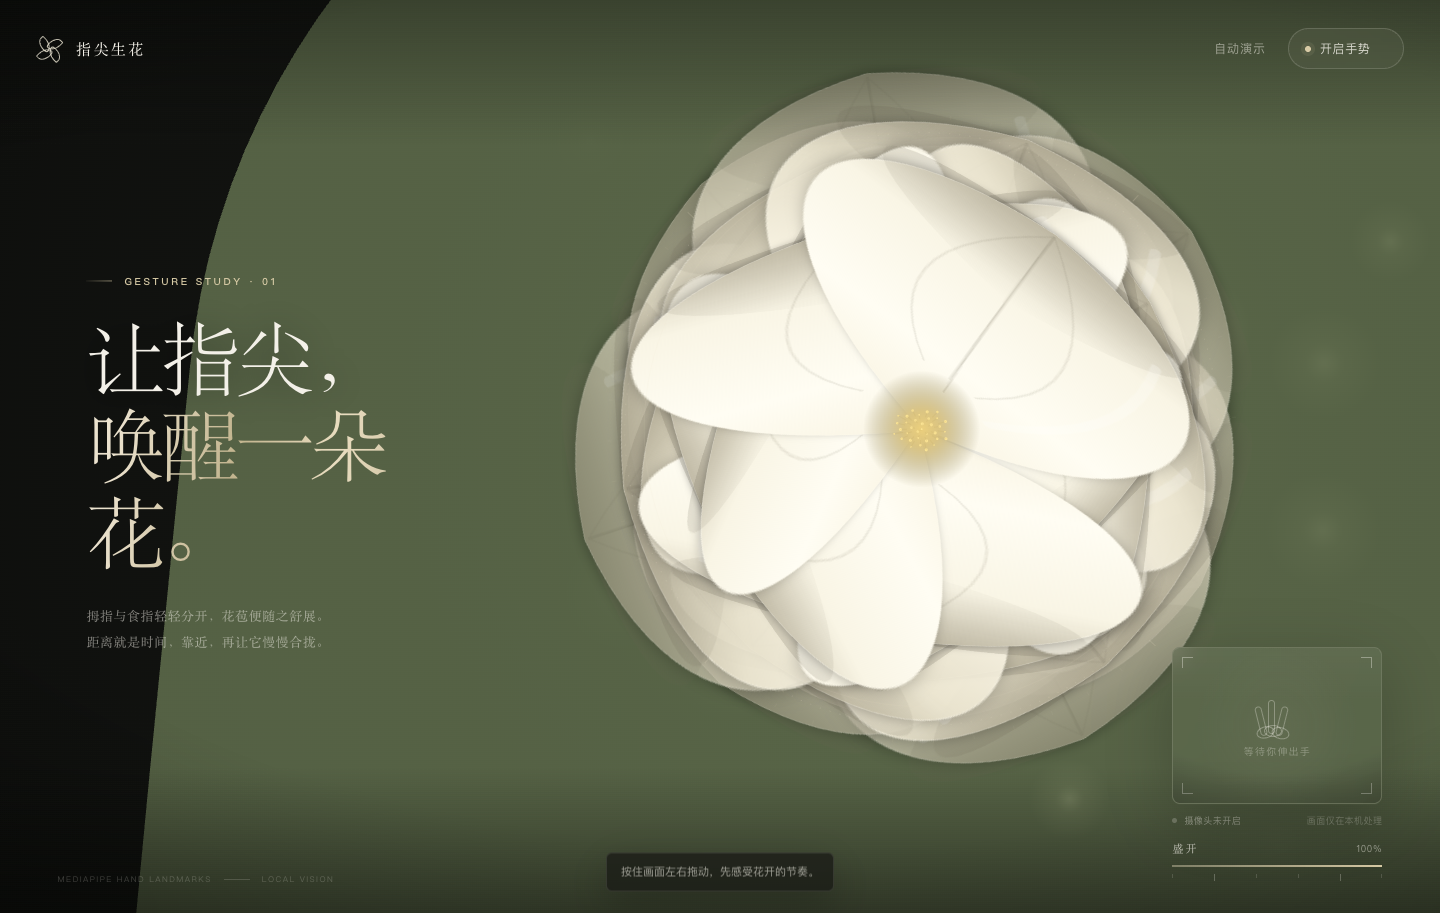 指尖生花
自动演示
开启手势
GESTURE STUDY · 01
让指尖，
唤醒一朵
花。
拇指与食指轻轻分开，花苞便随之舒展。
距离就是时间，靠近，再让它慢慢合拢。
等待你伸出手
摄像头未开启
画面仅在本机处理
盛开
100%
按住画面左右拖动，先感受花开的节奏。
MEDIAPIPE HAND LANDMARKS
LOCAL VISION